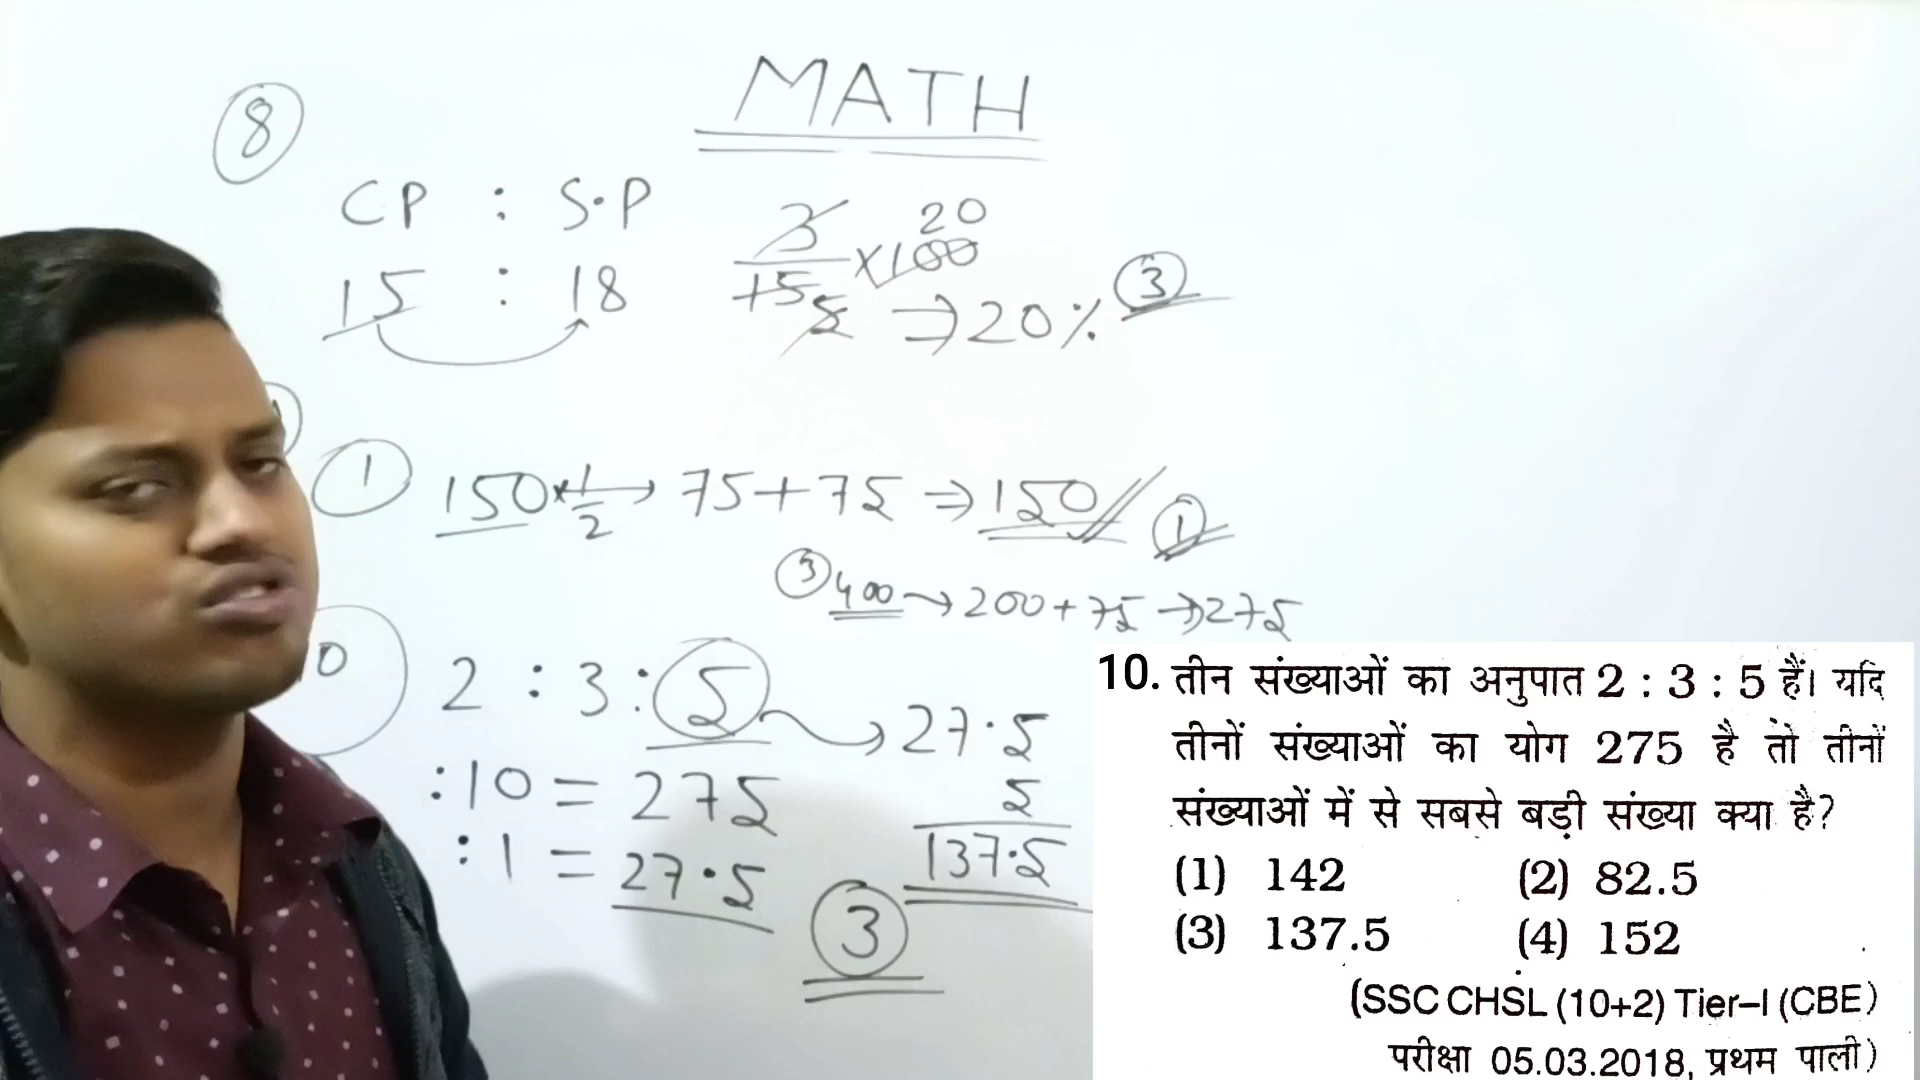 MATH
8
CP : S.P
15 : 18
3/15 5 × 100 20 ⇒ 20% 3
1 150 × 1/2 → 75 + 75 ⇒ 150 1
3 400 → 200 + 75 → 275
0 2 : 3 : 5 → 27.5
: 10 = 275 5
: 1 = 27.5 137.5
3
10. तीन संख्याओं का अनुपात 2 : 3 : 5 हैं। यदि
तीनों संख्याओं का योग 275 है तो तीनों
संख्याओं में से सबसे बड़ी संख्या क्या है?
(1) 142 (2) 82.5
(3) 137.5 (4) 152
(SSC CHSL (10+2) Tier–I (CBE)
परीक्षा 05.03.2018, प्रथम पाली)